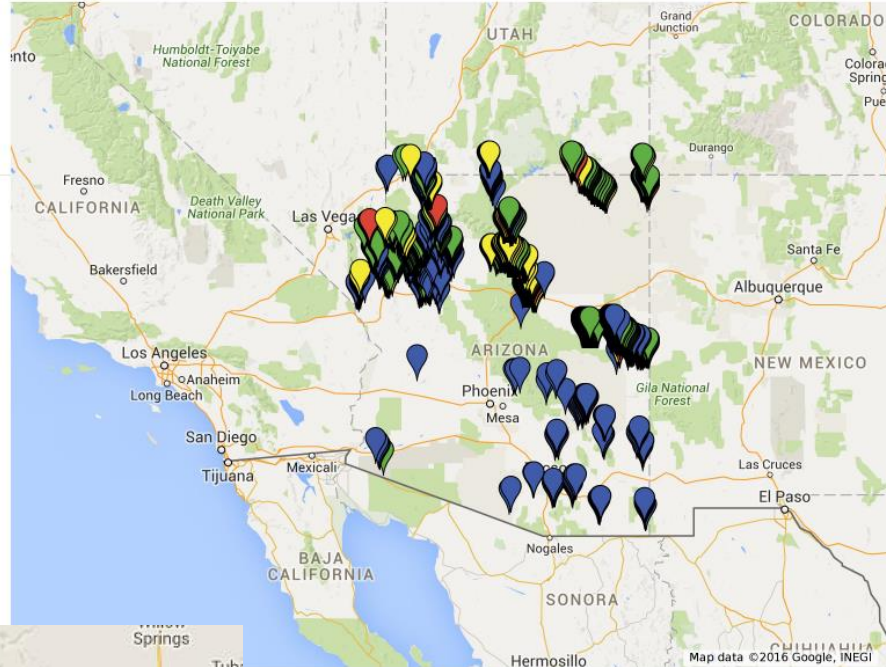 Grand
Junction
COLORADO
UTAH
Humboldt-Toiyabe
National Forest
ento
Colorad
Spring
Pue
Durango
Fresno
CALIFORNIA
Death Valley
National Park
Las Vega
Santa Fe
Bakersfield
Albuquerque
Los Angeles
Anaheim
Long Beach
ARIZONA
NEW MEXICO
Phoenix
Mesa
Gila National
Forest
San Diego
Tijuana
Mexicali
Las Cruces
El Paso
Nogales
BAJA
CALIFORNIA
SONORA
Willow
Springs
Tuba
Hermosillo
CHIHUAHUA
Map data ©2016 Google, INEGI